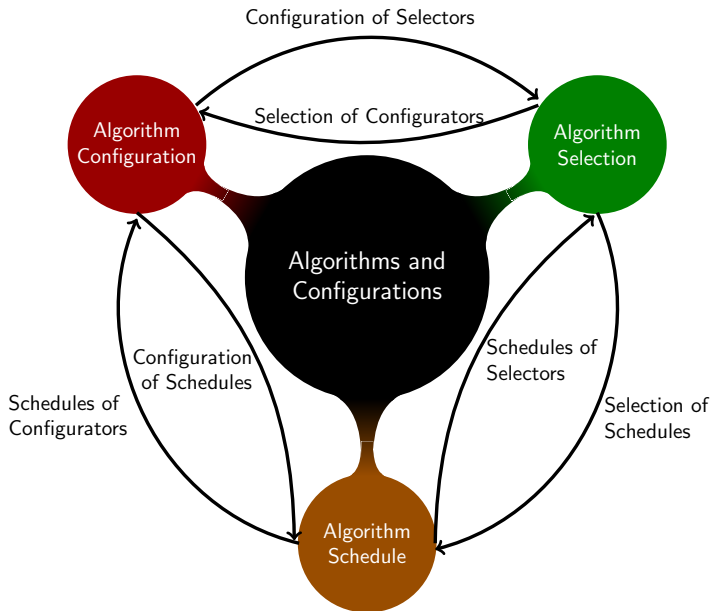 Configuration of Selectors
Selection of Configurators
Algorithm
Configuration
Algorithm
Selection
Algorithms and
Configurations
Configuration
of Schedules
Schedules of
Selectors
Schedules of
Configurators
Selection of
Schedules
Algorithm
Schedule